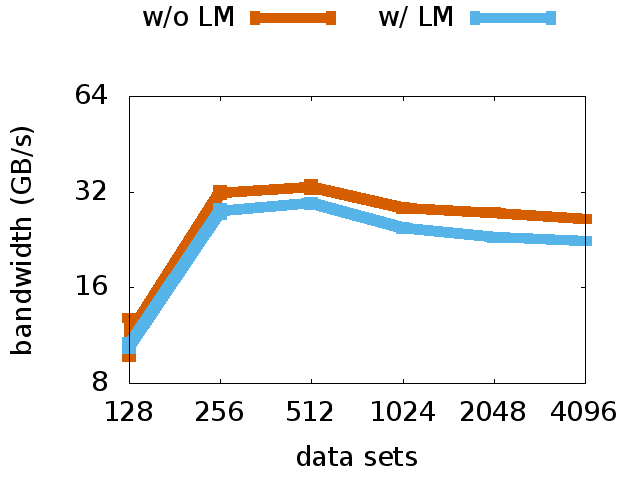 w/o LM w/ LM
64
32
16
8
bandwidth (GB/s)
128 256 512 1024 2048 4096
data sets